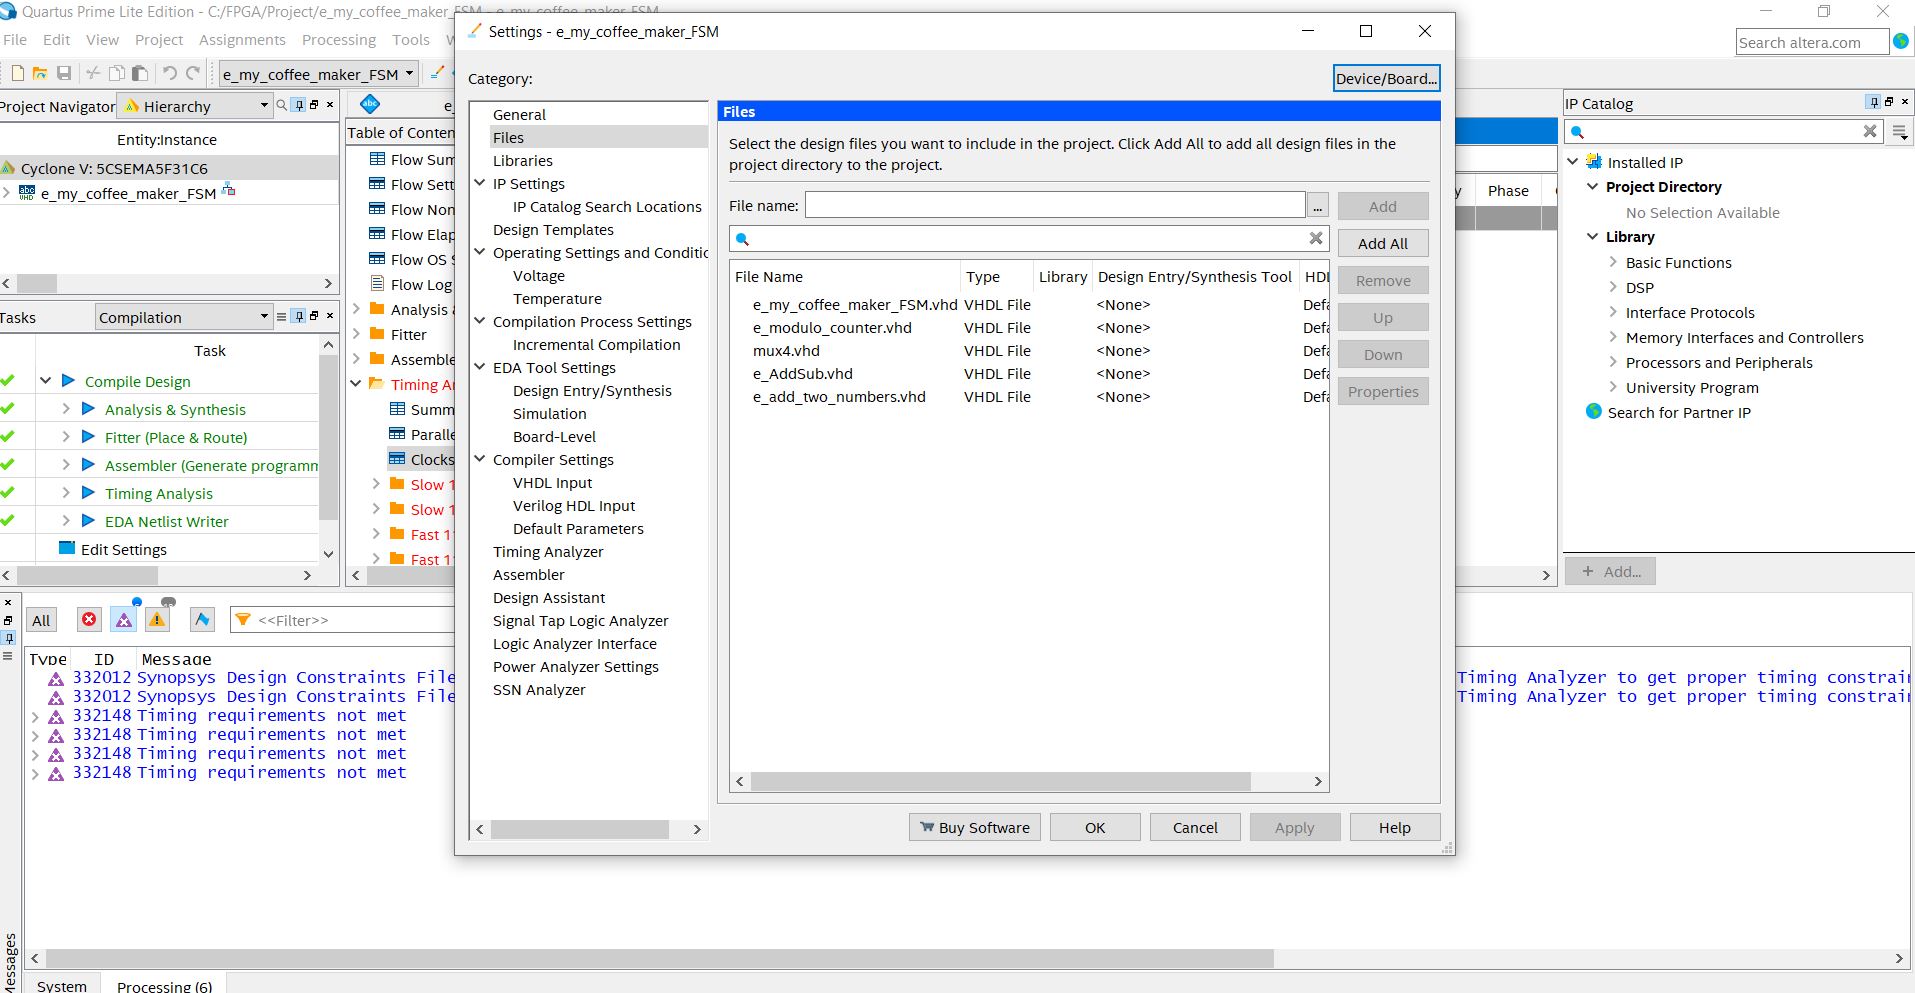 Quartus Prime Lite Edition - C:/FPGA/Project/e_my_coffee_maker_FSM - e_my_coffee_maker_FSM
File Edit View Project Assignments Processing Tools W
Search altera.com
e_my_coffee_maker_FSM
Project Navigator
Hierarchy
Entity:Instance
Cyclone V: 5CSEMA5F31C6
e_my_coffee_maker_FSM
Tasks
Compilation
Task
Compile Design
Analysis & Synthesis
Fitter (Place & Route)
Assembler (Generate programm
Timing Analysis
EDA Netlist Writer
Edit Settings
abc
e_
Table of Conten
Flow Sum
Flow Sett
Flow Non
Flow Elap
Flow OS S
Flow Log
Analysis &
Fitter
Assemble
Timing An
Summ
Paralle
Clocks
Slow 1
Slow 1
Fast 11
Fast 11
Settings - e_my_coffee_maker_FSM
Category:
Device/Board...
General
Files
Libraries
IP Settings
IP Catalog Search Locations
Design Templates
Operating Settings and Conditio
Voltage
Temperature
Compilation Process Settings
Incremental Compilation
EDA Tool Settings
Design Entry/Synthesis
Simulation
Board-Level
Compiler Settings
VHDL Input
Verilog HDL Input
Default Parameters
Timing Analyzer
Assembler
Design Assistant
Signal Tap Logic Analyzer
Logic Analyzer Interface
Power Analyzer Settings
SSN Analyzer
Files
Select the design files you want to include in the project. Click Add All to add all design files in the
project directory to the project.
File name:
...
Add
Add All
Remove
Up
Down
Properties
File Name Type Library Design Entry/Synthesis Tool HDL
e_my_coffee_maker_FSM.vhd VHDL File <None> Defa
e_modulo_counter.vhd VHDL File <None> Defa
mux4.vhd VHDL File <None> Defa
e_AddSub.vhd VHDL File <None> Defa
e_add_two_numbers.vhd VHDL File <None> Defa
Buy Software
OK
Cancel
Apply
Help
y Phase
IP Catalog
Installed IP
Project Directory
No Selection Available
Library
Basic Functions
DSP
Interface Protocols
Memory Interfaces and Controllers
Processors and Peripherals
University Program
Search for Partner IP
+ Add...
All
<<Filter>>
Type ID Message
332012 Synopsys Design Constraints File
Timing Analyzer to get proper timing constrain
332012 Synopsys Design Constraints File
Timing Analyzer to get proper timing constrain
332148 Timing requirements not met
332148 Timing requirements not met
332148 Timing requirements not met
332148 Timing requirements not met
Messages
System
Processing (6)